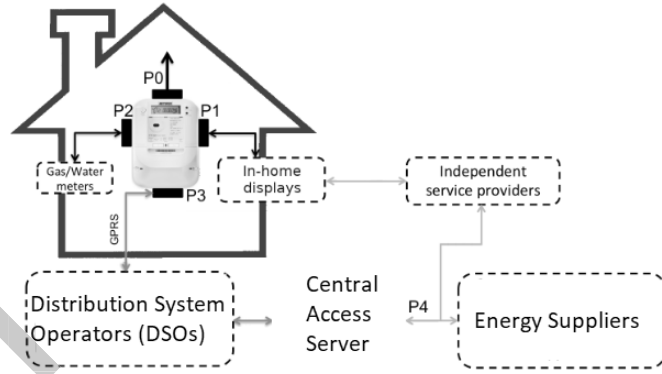 P0
P2
P1
Gas/Water
meters
P3
In-home
displays
Independent
service providers
GPRS
Distribution System
Operators (DSOs)
Central
Access
Server
P4
Energy Suppliers